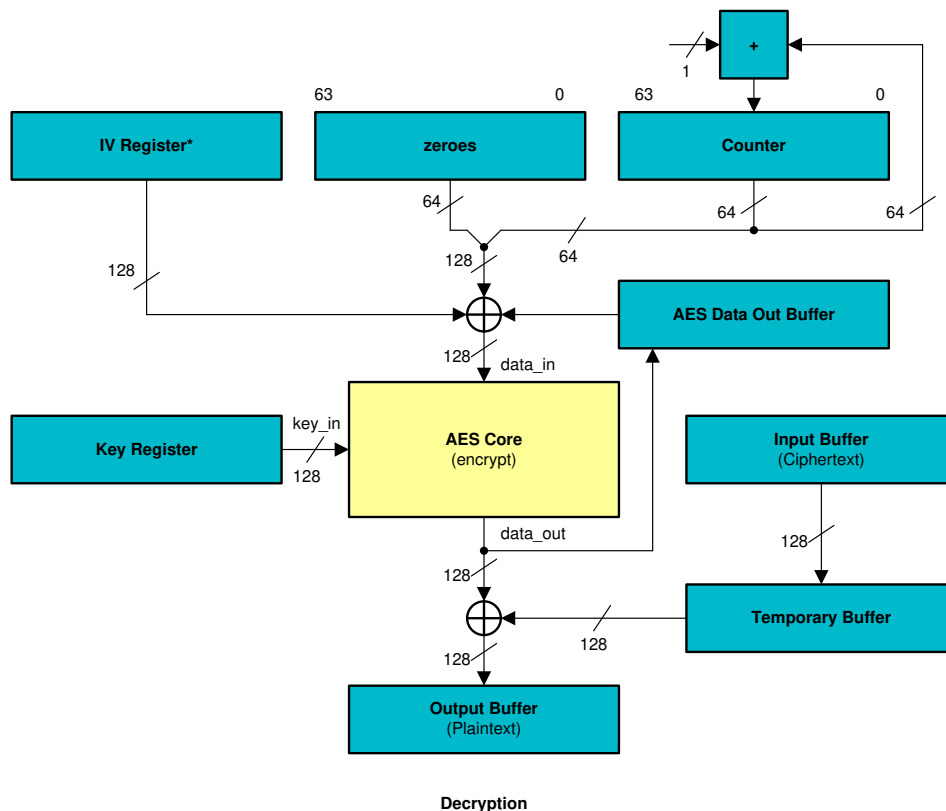 +
1
63
0
63
0
IV Register*
zeroes
Counter
64
64
64
64
128
128
AES Data Out Buffer
128
data_in
key_in
Key Register
128
AES Core
(encrypt)
Input Buffer
(Ciphertext)
data_out
128
128
Temporary Buffer
128
128
Output Buffer
(Plaintext)
Decryption